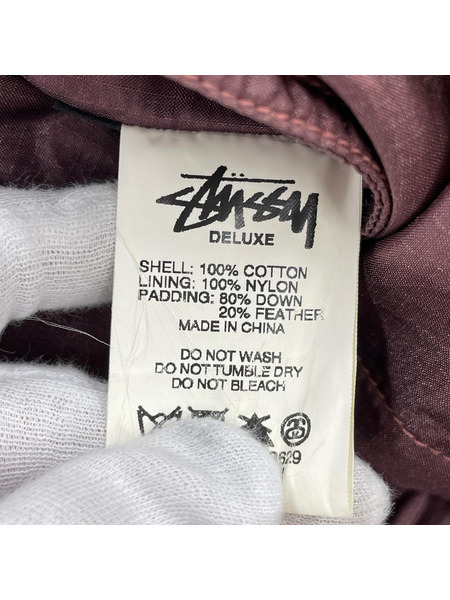 Stüssy
DELUXE
SHELL: 100% COTTON
LINING: 100% NYLON
PADDING: 80% DOWN
20% FEATHER
MADE IN CHINA
DO NOT WASH
DO NOT TUMBLE DRY
DO NOT BLEACH